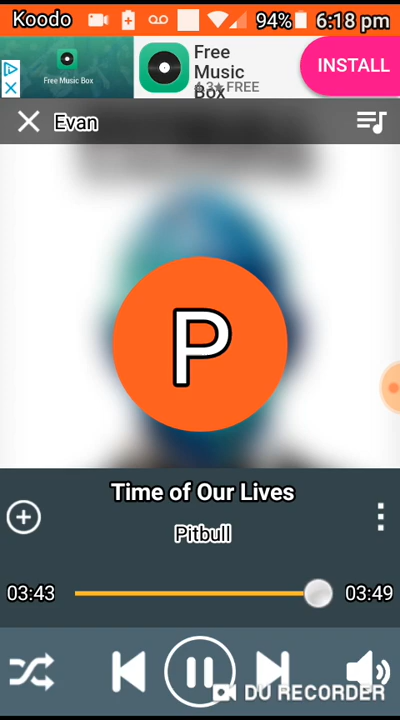 Koodo 94% 6:18 pm
Free Music Box
Free
Music
Box
FREE
INSTALL
Evan
P
Time of Our Lives
Pitbull
03:43 03:49
DU RECORDER